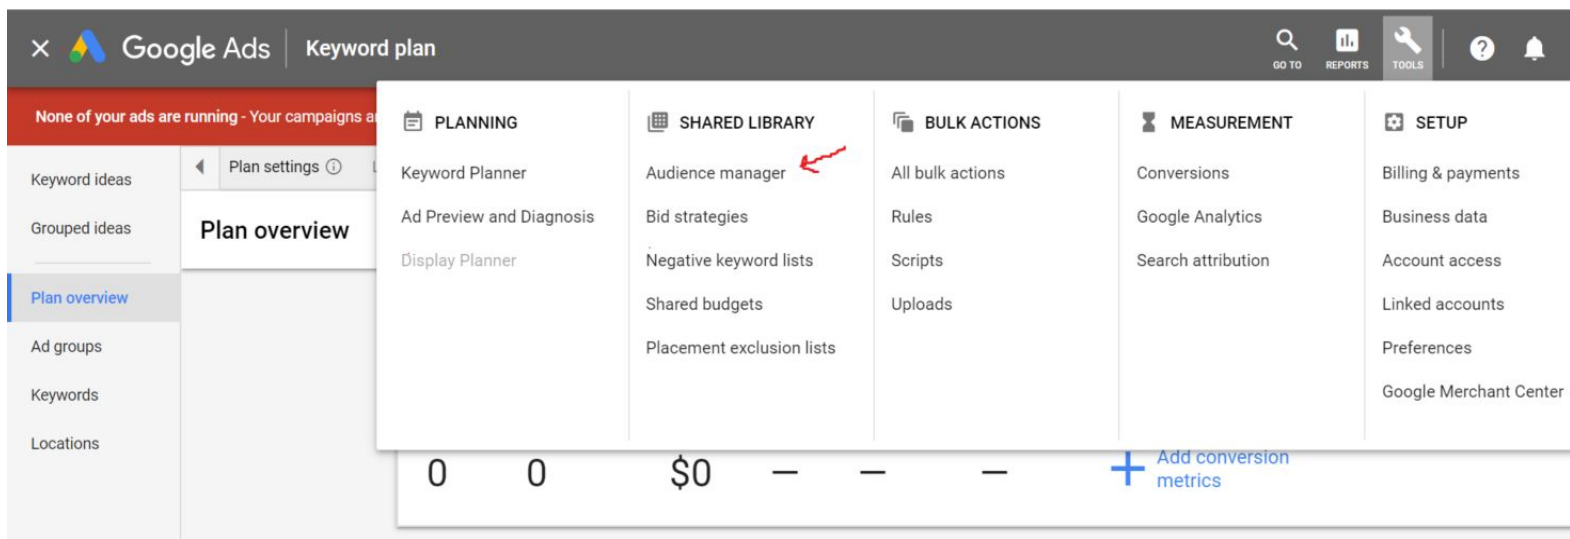 Google Ads
Keyword plan
GO TO
REPORTS
TOOLS
None of your ads are running - Your campaigns
Keyword ideas
Grouped ideas
Plan overview
Ad groups
Keywords
Locations
Plan settings
Plan overview
PLANNING
Keyword Planner
Ad Preview and Diagnosis
Display Planner
SHARED LIBRARY
Audience manager
Bid strategies
Negative keyword lists
Shared budgets
Placement exclusion lists
BULK ACTIONS
All bulk actions
Rules
Scripts
Uploads
MEASUREMENT
Conversions
Google Analytics
Search attribution
SETUP
Billing & payments
Business data
Account access
Linked accounts
Preferences
Google Merchant Center
0 0 $0 — — —
Add conversion
metrics